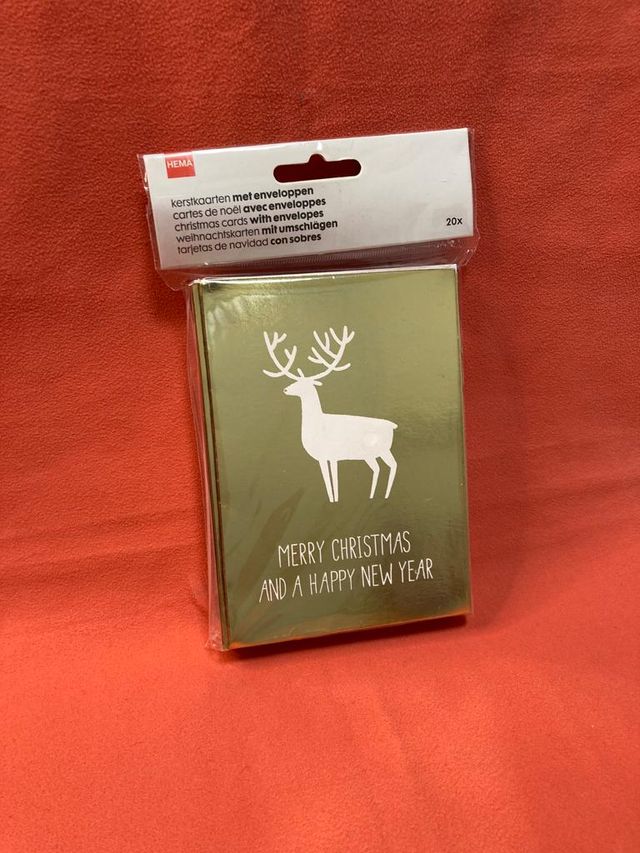 HEMA
kerstkaarten met enveloppen
cartes de noël avec enveloppes
christmas cards with envelopes
weihnachtskarten mit umschlägen
tarjetas de navidad con sobres
20x
MERRY CHRISTMAS
AND A HAPPY NEW YEAR